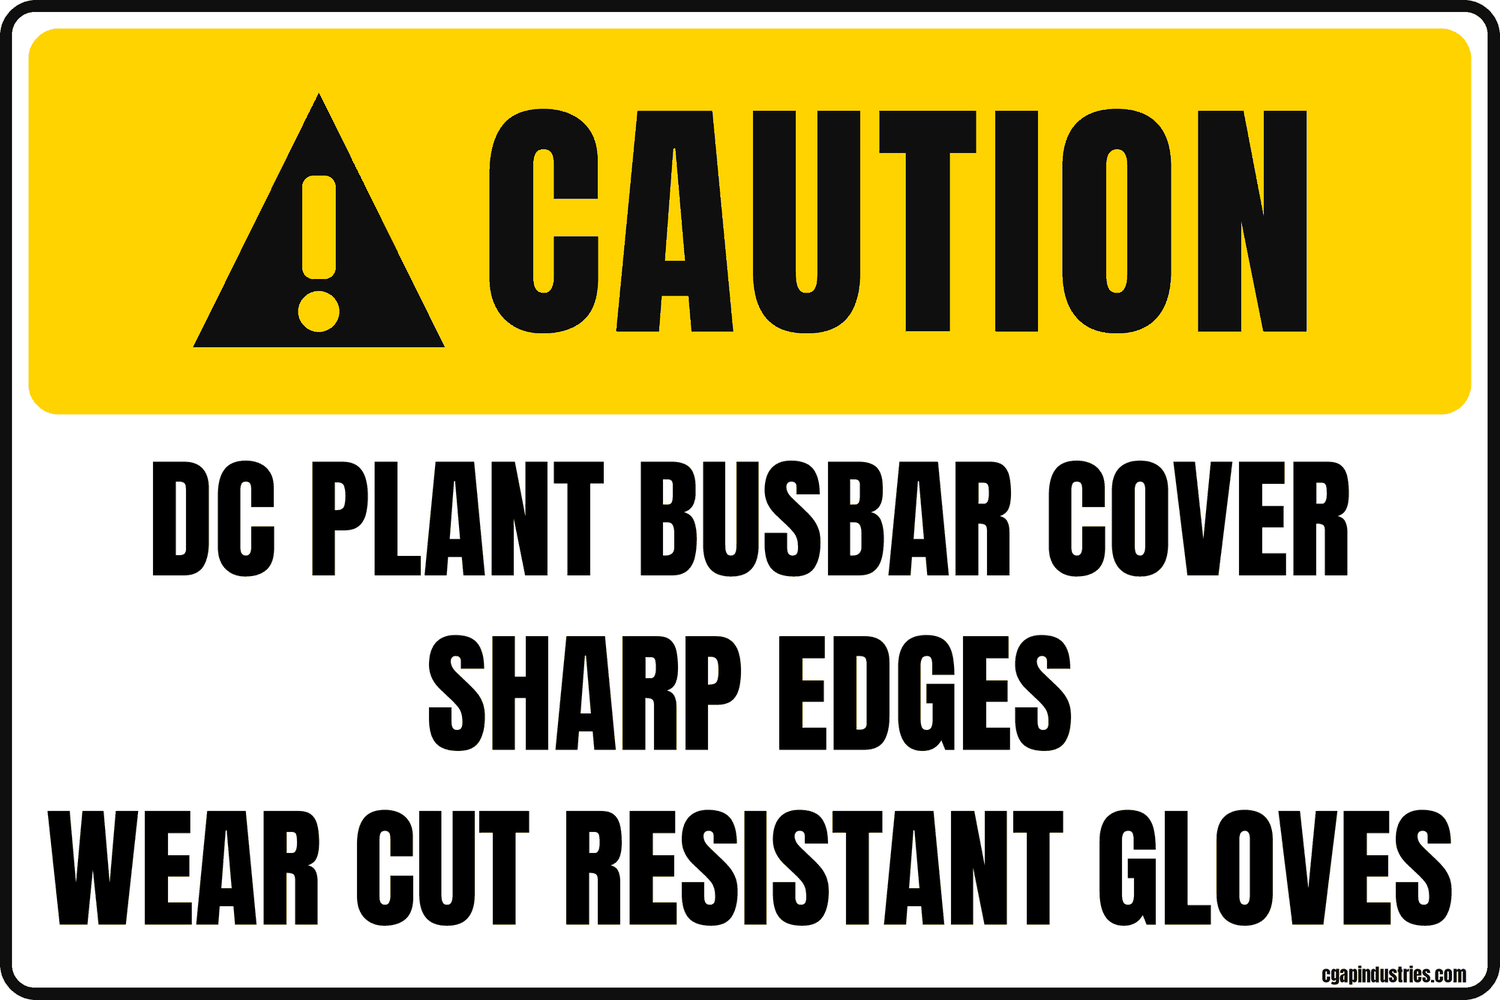 CAUTION
DC PLANT BUSBAR COVER
SHARP EDGES
WEAR CUT RESISTANT GLOVES
cgapindustries.com